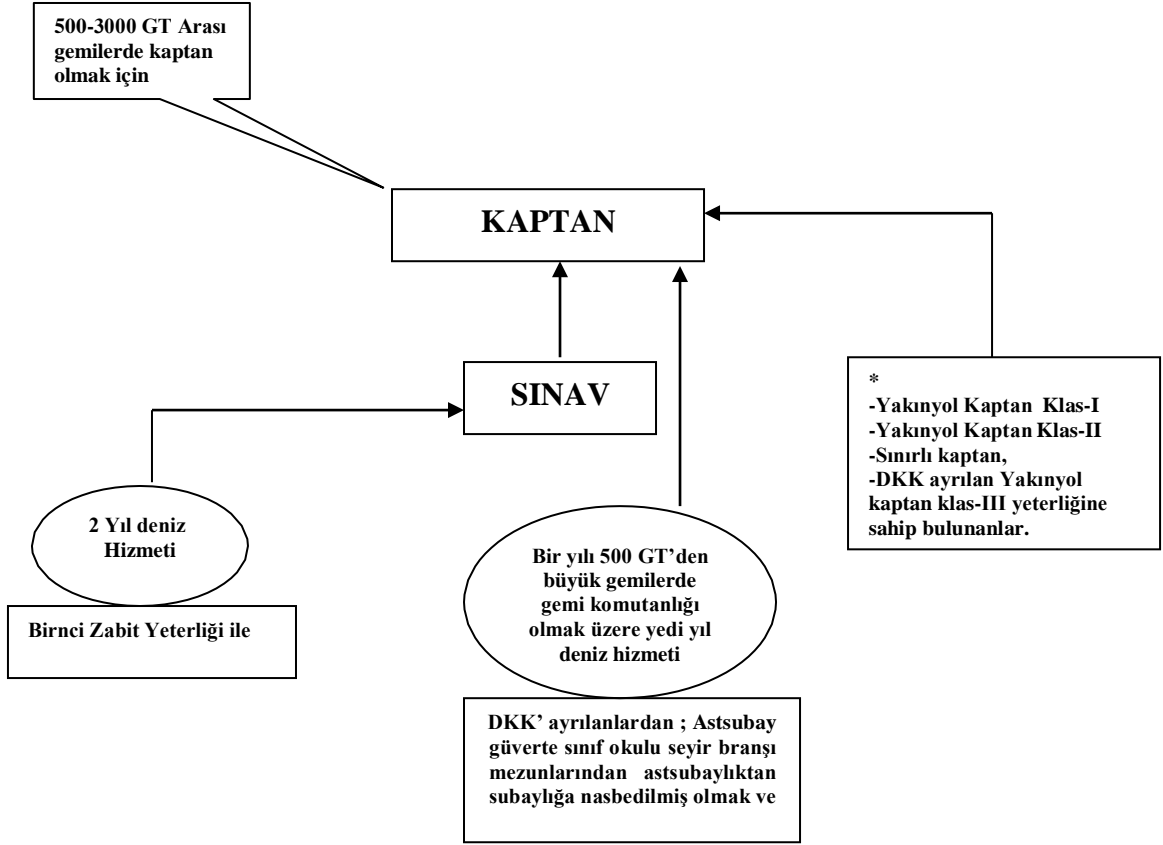 500-3000 GT Arası
gemilerde kaptan
olmak için
KAPTAN
SINAV
*
-Yakınyol Kaptan Klas-I
-Yakınyol Kaptan Klas-II
-Sınırlı kaptan,
-DKK ayrılan Yakınyol
kaptan klas-III yeterliğine
sahip bulunanlar.
2 Yıl deniz
Hizmeti
Birnci Zabit Yeterliği ile
Bir yılı 500 GT’den
büyük gemilerde
gemi komutanlığı
olmak üzere yedi yıl
deniz hizmeti
DKK’ ayrılanlardan ; Astsubay
güverte sınıf okulu seyir branşı
mezunlarından astsubaylıktan
subaylığa nasbedilmiş olmak ve